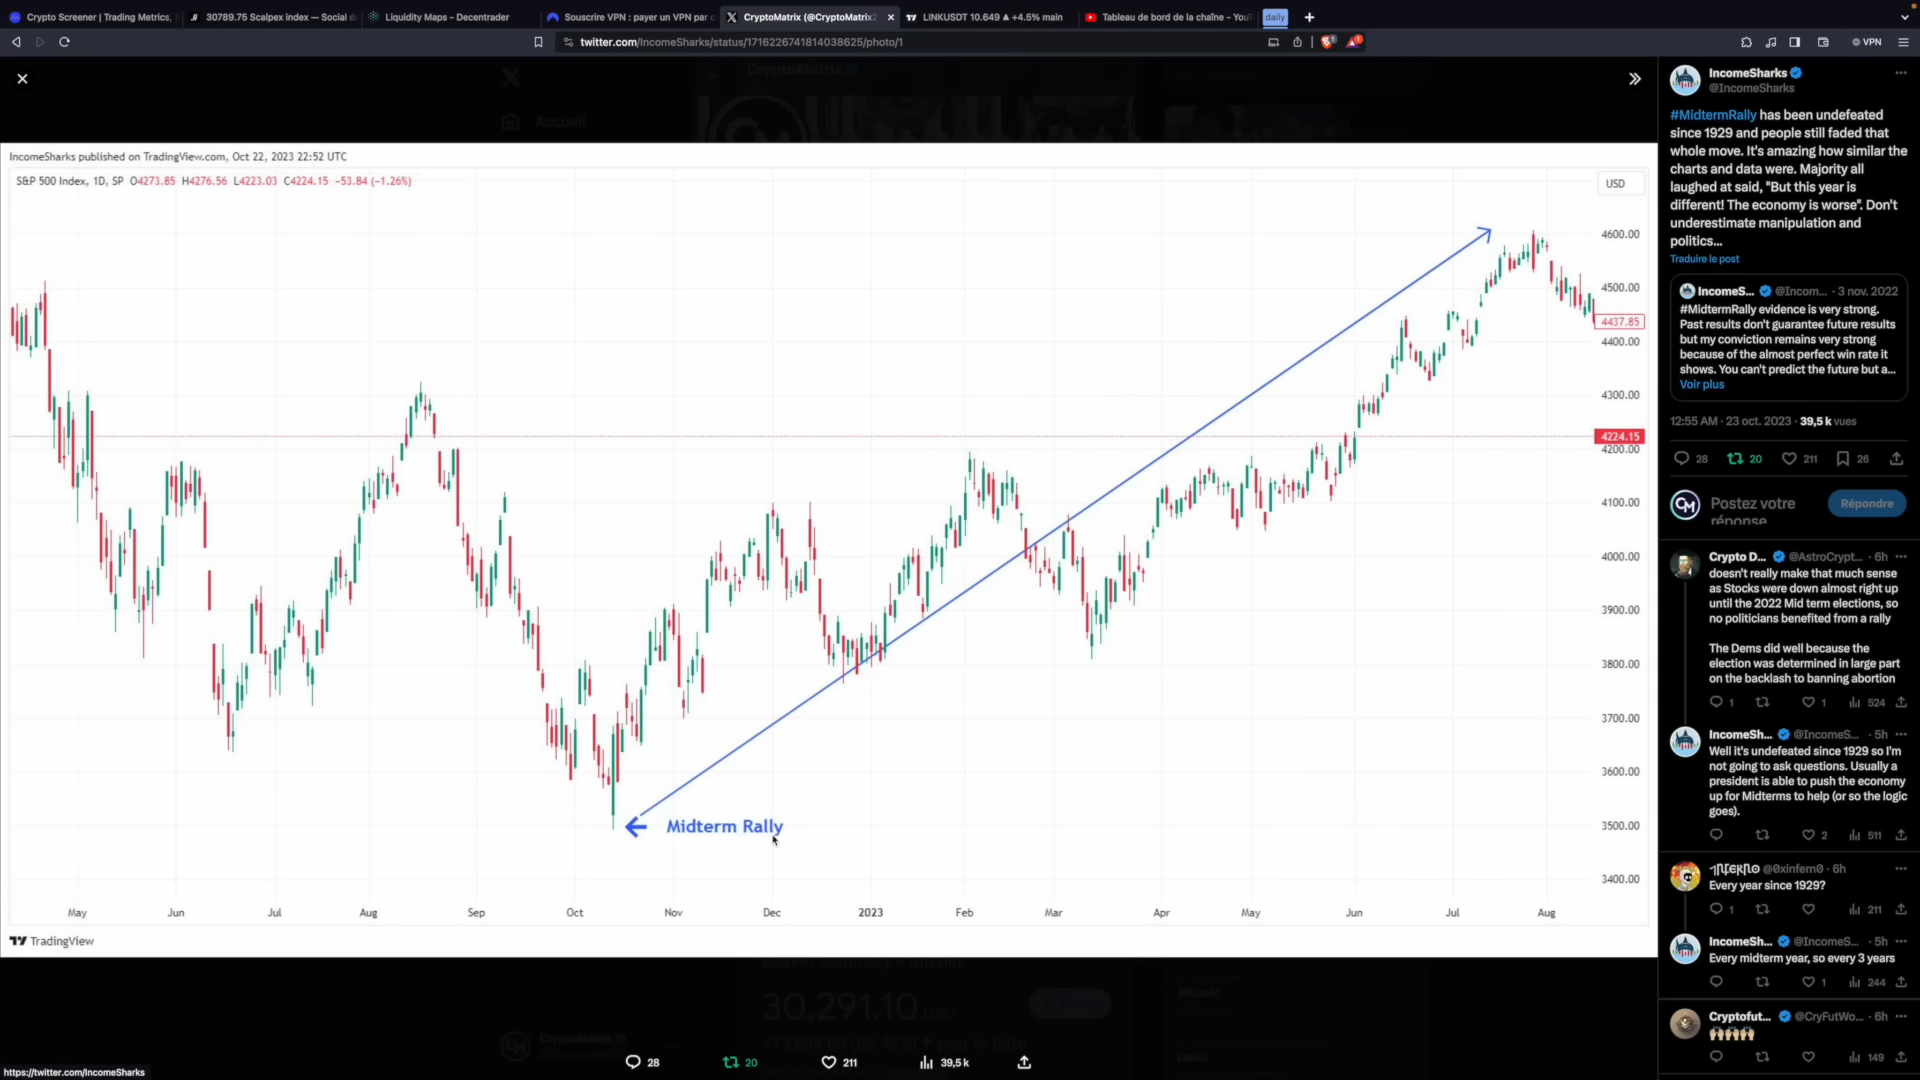 Crypto Screener | Trading Metrics,
30789.75 Scalpex index — Social d
Liquidity Maps - Decentrader
Souscrire VPN : payer un VPN par c
CryptoMatrix (@CryptoMatrix2
LINKUSDT 10.649 ▲ +4.5% main
Tableau de bord de la chaîne - YouT
daily
twitter.com/IncomeSharks/status/1716226741814038625/photo/1
VPN
CryptoMatrix
Accueil
IncomeSharks published on TradingView.com, Oct 22, 2023 22:52 UTC
S&P 500 Index, 1D, SP O4273.85 H4276.56 L4223.03 C4224.15 −53.84 (−1.26%)
USD
4600.00
4500.00
4437.85
4400.00
4300.00
4224.15
4200.00
4100.00
4000.00
3900.00
3800.00
3700.00
3600.00
3500.00
3400.00
Midterm Rally
May Jun Jul Aug Sep Oct Nov Dec 2023 Feb Mar Apr May Jun Jul Aug
TradingView
30,291.10 USD
CryptoMatrix
28 20 211 39,5 k
https://twitter.com/IncomeSharks
IncomeSharks
@IncomeSharks
#MidtermRally has been undefeated
since 1929 and people still faded that
whole move. It's amazing how similar the
charts and data were. Majority all
laughed at said, "But this year is
different! The economy is worse". Don't
underestimate manipulation and
politics...
Traduire le post
IncomeS... @Incom... · 3 nov. 2022
#MidtermRally evidence is very strong.
Past results don't guarantee future results
but my conviction remains very strong
because of the almost perfect win rate it
shows. You can't predict the future but a...
Voir plus
12:55 AM · 23 oct. 2023 · 39,5 k vues
28 20 211 26
Postez votre
réponse
Répondre
Crypto D... @AstroCrypt... · 6h
doesn't really make that much sense
as Stocks were down almost right up
until the 2022 Mid term elections, so
no politicians benefited from a rally
The Dems did well because the
election was determined in large part
on the backlash to banning abortion
1 1 524
IncomeSh... @IncomeS... · 5h
Well it's undefeated since 1929 so I'm
not going to ask questions. Usually a
president is able to push the economy
up for Midterms to help (or so the logic
goes).
2 511
@0xinfern0 · 6h
Every year since 1929?
1 211
IncomeSh... @IncomeS... · 5h
Every midterm year, so every 3 years
1 244
Cryptofut... @CryFutWo... · 6h
149